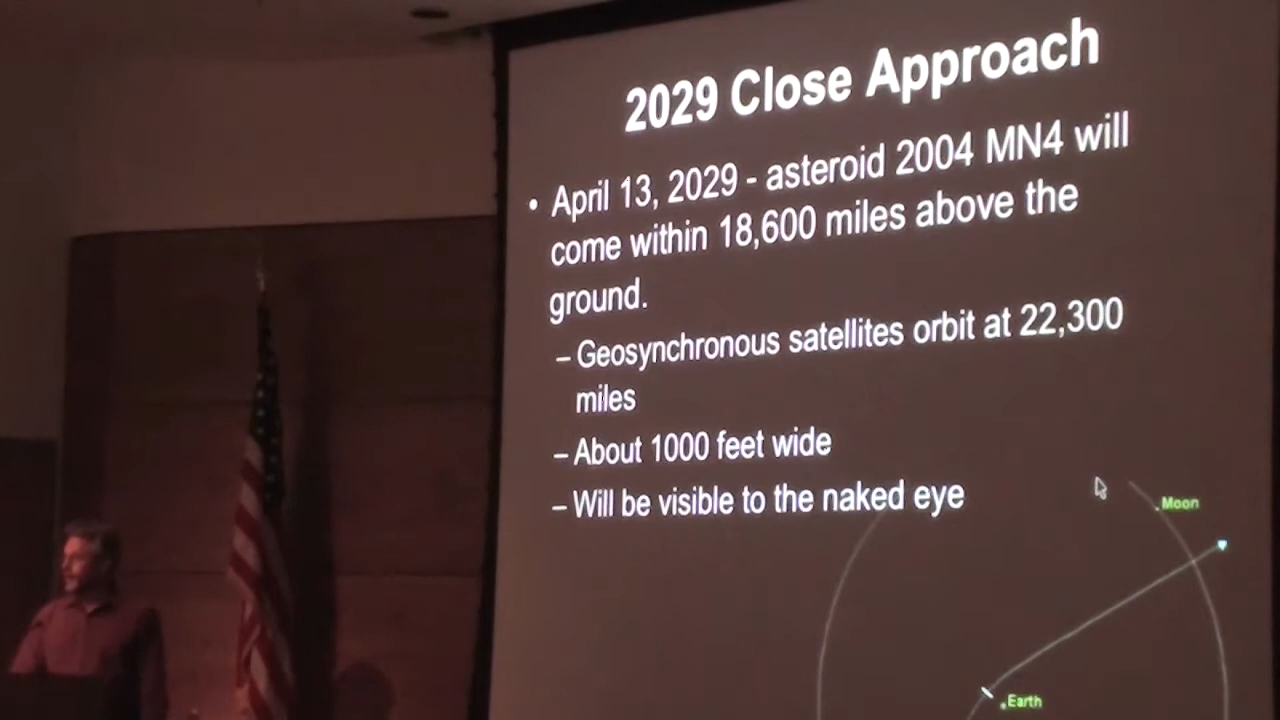 2029 Close Approach
• April 13, 2029 - asteroid 2004 MN4 will
come within 18,600 miles above the
ground.
– Geosynchronous satellites orbit at 22,300
miles
– About 1000 feet wide
– Will be visible to the naked eye
Moon
Earth